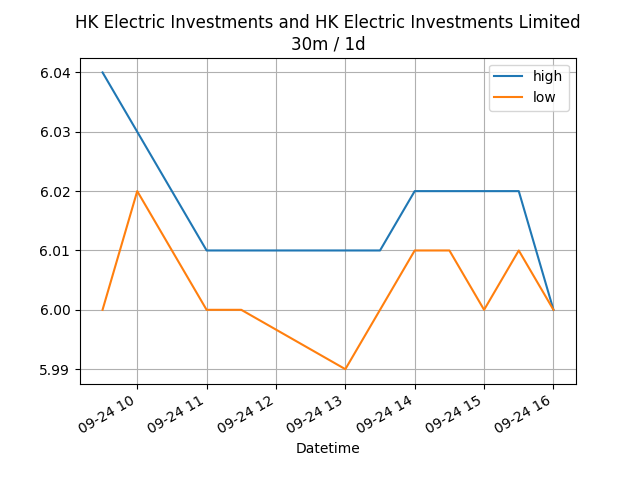 HK Electric Investments and HK Electric Investments Limited
30m / 1d
high
low
6.04
6.03
6.02
6.01
6.00
5.99
09-24 10
09-24 11
09-24 12
09-24 13
09-24 14
09-24 15
09-24 16
Datetime